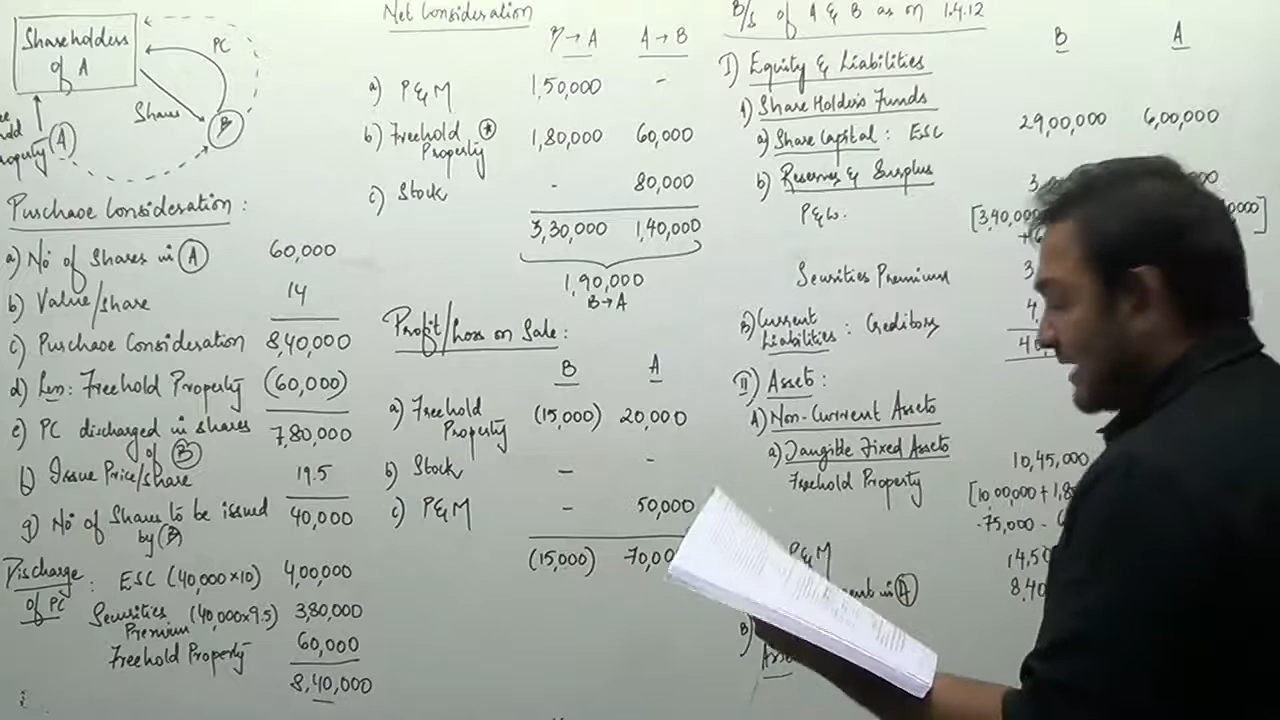 Shareholders
of A
PC
Shares
B
A
Property
Purchase Consideration :
a) No of Shares in A 60,000
b) Value/share 14
c) Purchase Consideration 8,40,000
d) Less: Freehold Property (60,000)
e) PC discharged in shares of B 7,80,000
f) Issue Price/share 19.5
g) No of Shares to be issued by B 40,000
Discharge of PC : ESC (40,000x10) 4,00,000
Securities Premium (40,000x9.5) 3,80,000
Freehold Property 60,000
8,40,000
Net Consideration
B→A A→B
a) P&M 1,50,000 -
b) Freehold Property * 1,80,000 60,000
c) Stock - 80,000
3,30,000 1,40,000
1,90,000
B→A
Profit/Loss on Sale :
B A
a) Freehold Property (15,000) 20,000
b) Stock - -
c) P&M - 50,000
(15,000)
B/S of A & B as on 1.4.12
B A
I) Equity & Liabilities
1) Share Holders Funds
a) Share Capital : ESC 29,00,000 6,00,000
b) Reserves & Surplus
P&L
Securities Premium
B) Current Liabilities : Creditors
II) Asset :
A) Non-Current Assets
a) Tangible Fixed Assets
10,45,000
Freehold Property
[10,00,000 +
-75,000 -
P&M
in A
B)